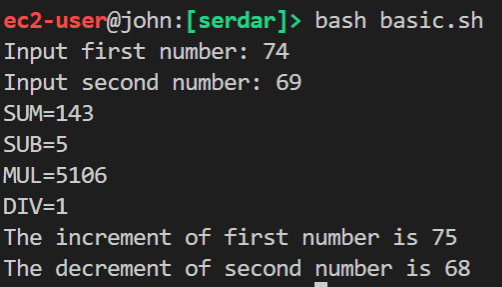 ec2-user@john:[serdar]> bash basic.sh
Input first number: 74
Input second number: 69
SUM=143
SUB=5
MUL=5106
DIV=1
The increment of first number is 75
The decrement of second number is 68